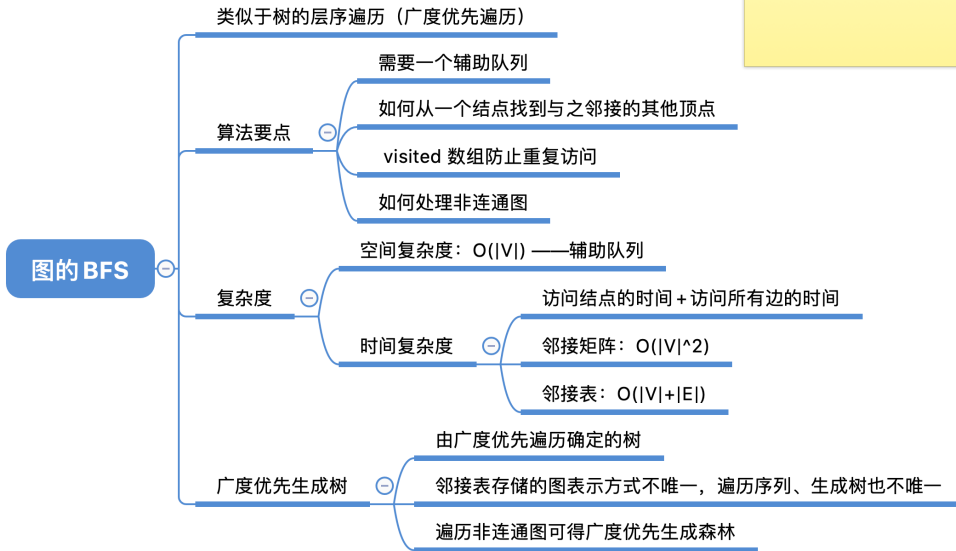 类似于树的层序遍历（广度优先遍历）
需要一个辅助队列
如何从一个结点找到与之邻接的其他顶点
算法要点
visited 数组防止重复访问
如何处理非连通图
图的BFS
空间复杂度：O(|V|) ——辅助队列
复杂度
访问结点的时间+访问所有边的时间
时间复杂度
邻接矩阵：O(|V|^2)
邻接表：O(|V|+|E|)
由广度优先遍历确定的树
广度优先生成树
邻接表存储的图表示方式不唯一，遍历序列、生成树也不唯一
遍历非连通图可得广度优先生成森林